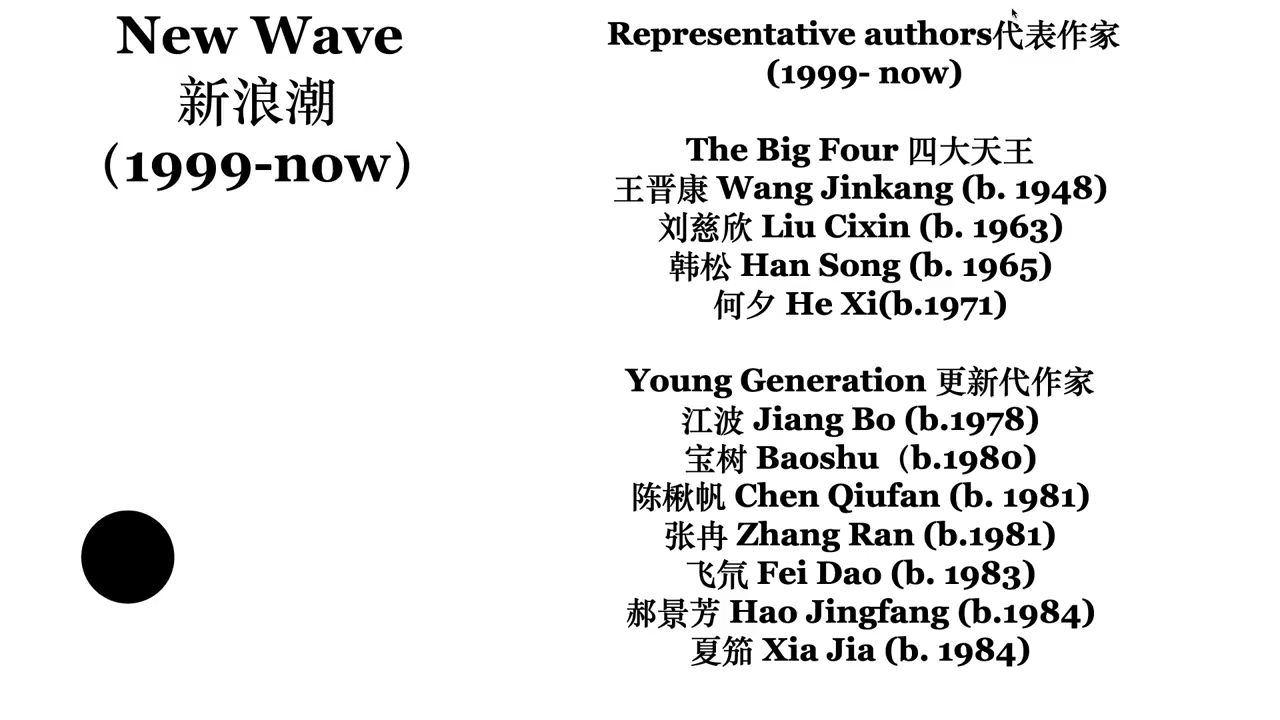 New Wave
新浪潮
（1999-now）
Representative authors代表作家
(1999- now)
The Big Four 四大天王
王晋康 Wang Jinkang (b. 1948)
刘慈欣 Liu Cixin (b. 1963)
韩松 Han Song (b. 1965)
何夕 He Xi(b.1971)
Young Generation 更新代作家
江波 Jiang Bo (b.1978)
宝树 Baoshu（b.1980)
陈楸帆 Chen Qiufan (b. 1981)
张冉 Zhang Ran (b.1981)
飞氘 Fei Dao (b. 1983)
郝景芳 Hao Jingfang (b.1984)
夏笳 Xia Jia (b. 1984)